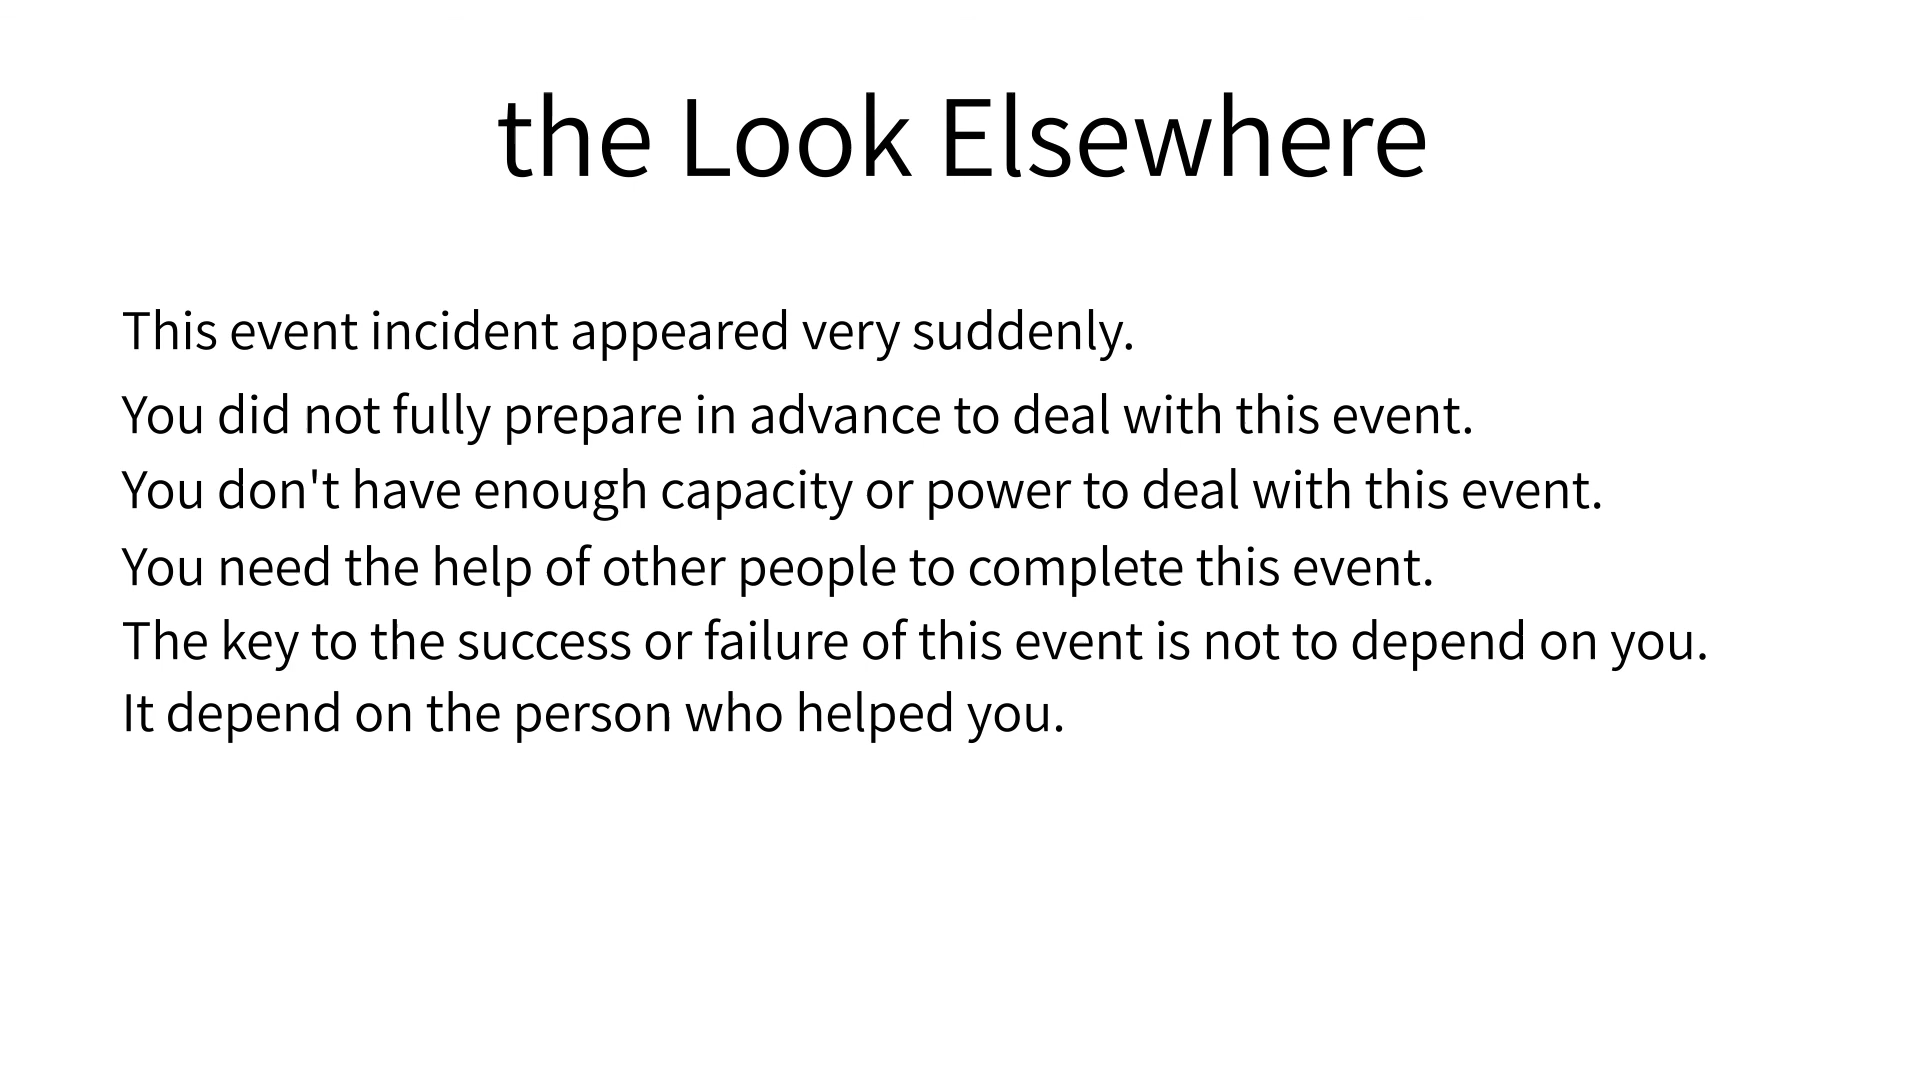 the Look Elsewhere
This event incident appeared very suddenly.
You did not fully prepare in advance to deal with this event.
You don't have enough capacity or power to deal with this event.
You need the help of other people to complete this event.
The key to the success or failure of this event is not to depend on you.
It depend on the person who helped you.